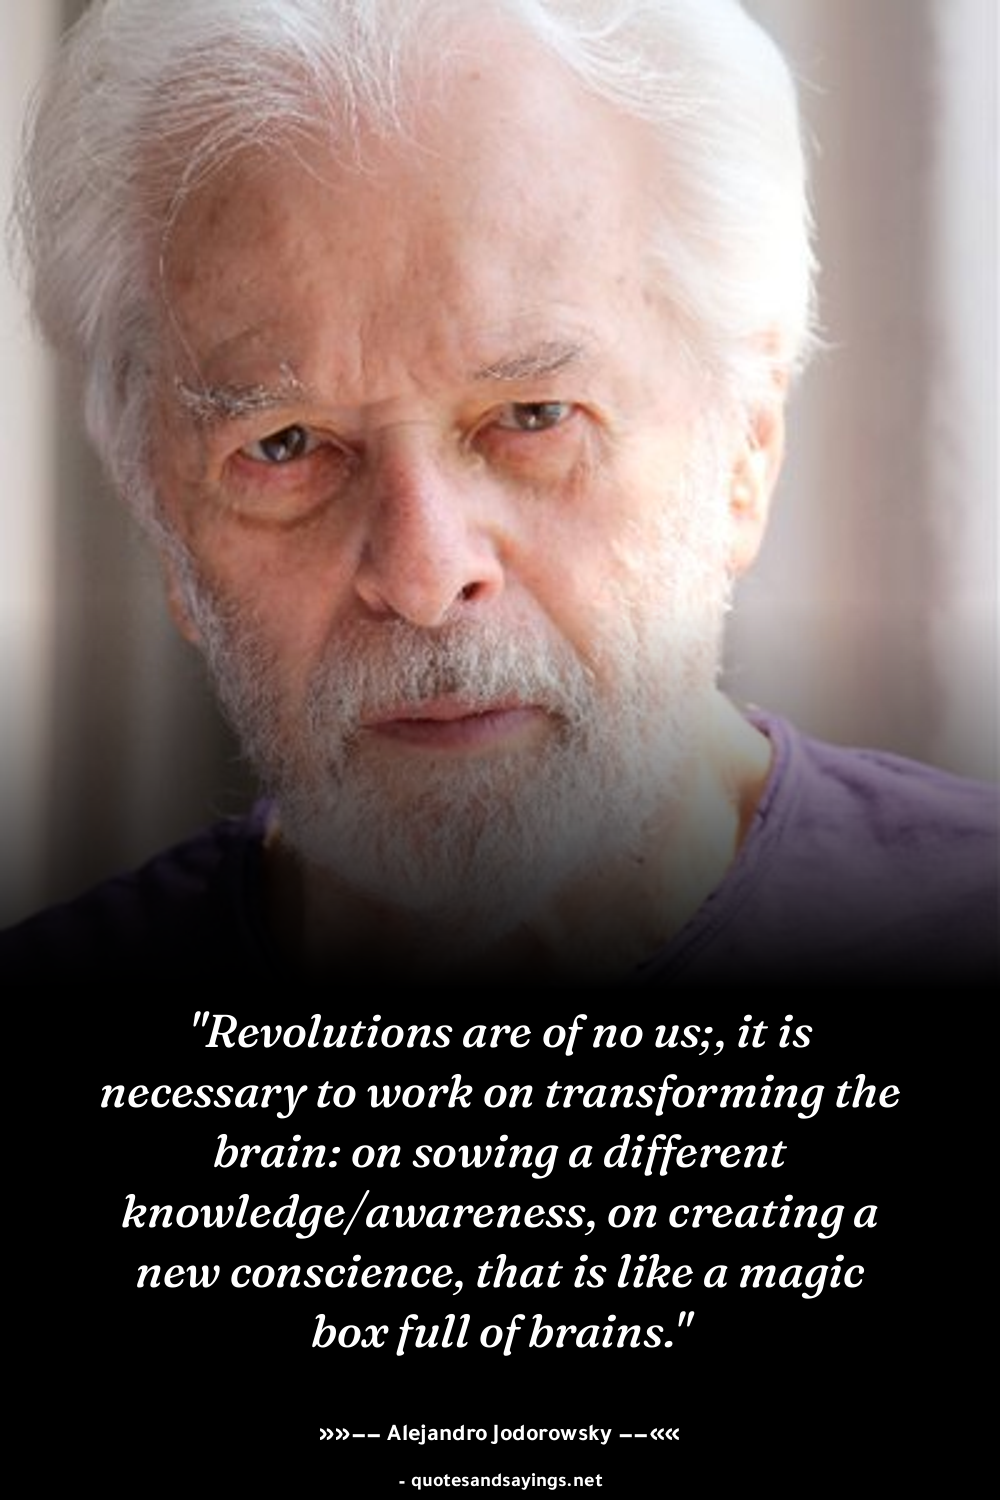 "Revolutions are of no us;, it is
necessary to work on transforming the
brain: on sowing a different
knowledge/awareness, on creating a
new conscience, that is like a magic
box full of brains."
»»−− Alejandro Jodorowsky −−««
- quotesandsayings.net